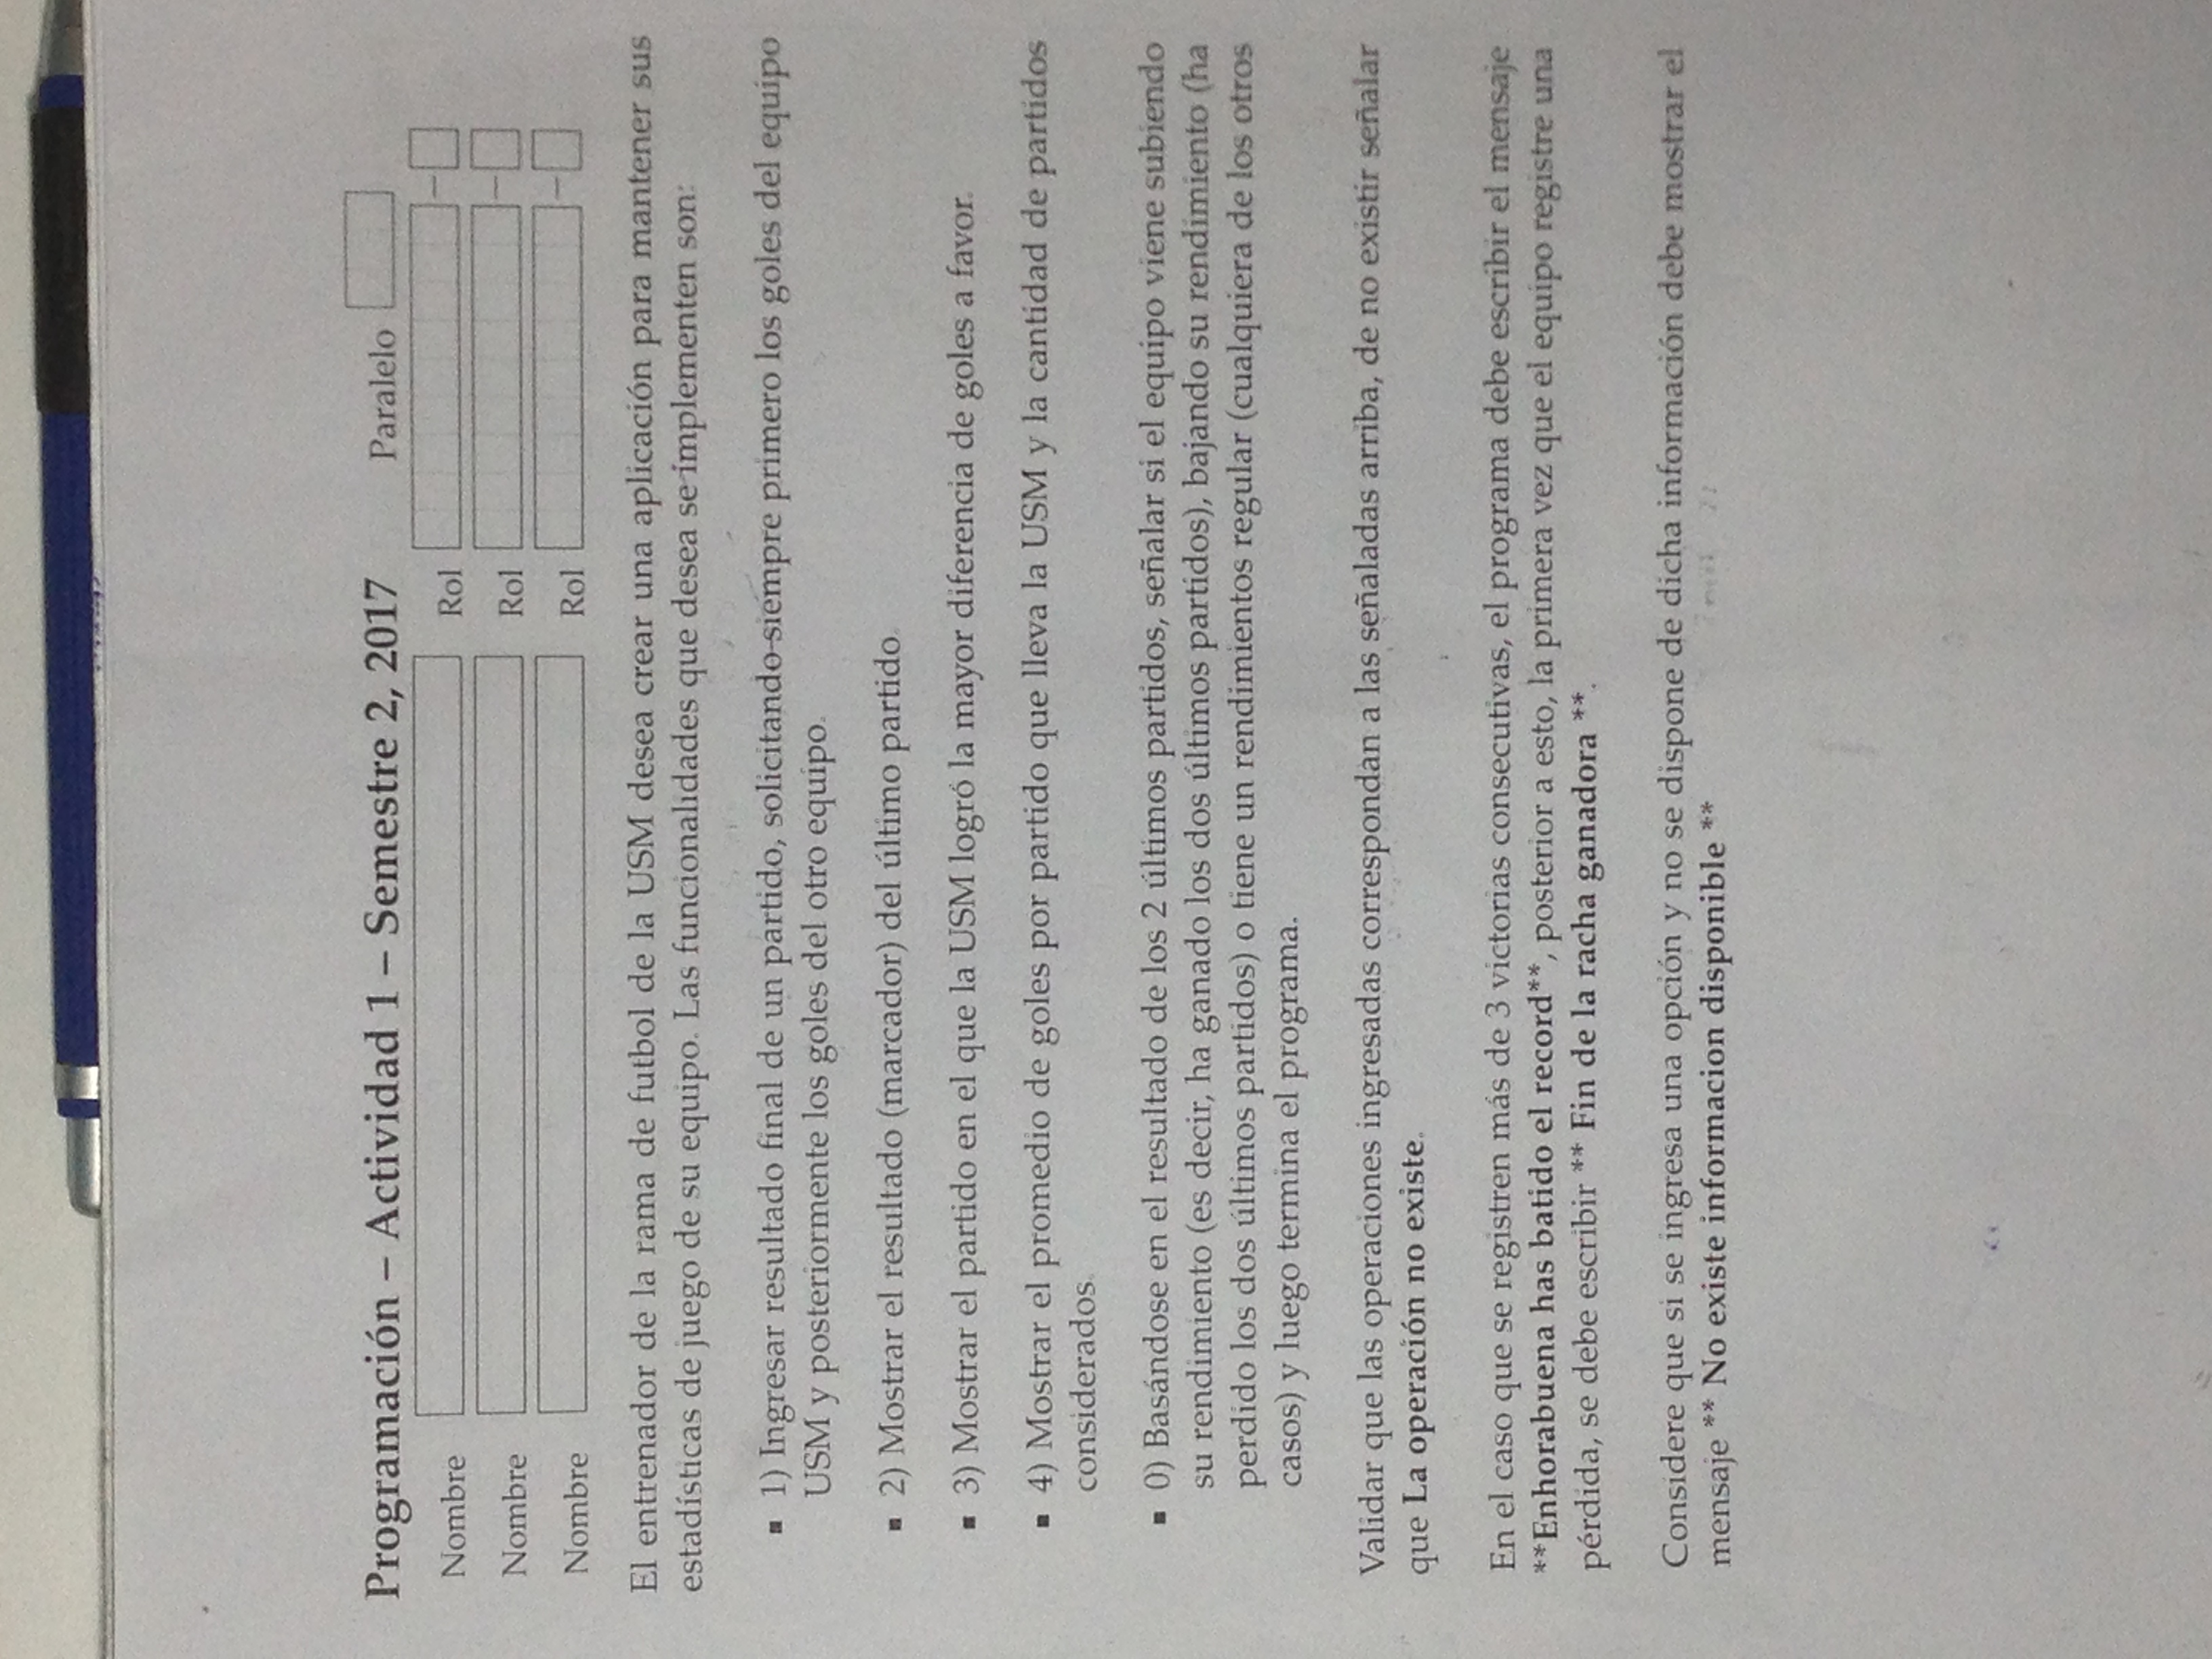 Programación – Actividad 1 – Semestre 2, 2017 Paralelo
Nombre Rol –
Nombre Rol –
Nombre Rol –
El entrenador de la rama de futbol de la USM desea crear una aplicación para mantener sus
estadísticas de juego de su equipo. Las funcionalidades que desea se implementen son:
▪ 1) Ingresar resultado final de un partido, solicitando siempre primero los goles del equipo
USM y posteriormente los goles del otro equipo.
▪ 2) Mostrar el resultado (marcador) del último partido.
▪ 3) Mostrar el partido en el que la USM logró la mayor diferencia de goles a favor.
▪ 4) Mostrar el promedio de goles por partido que lleva la USM y la cantidad de partidos
considerados.
▪ 0) Basándose en el resultado de los 2 últimos partidos, señalar si el equipo viene subiendo
su rendimiento (es decir, ha ganado los dos últimos partidos), bajando su rendimiento (ha
perdido los dos últimos partidos) o tiene un rendimientos regular (cualquiera de los otros
casos) y luego termina el programa.
Validar que las operaciones ingresadas correspondan a las señaladas arriba, de no existir señalar
que La operación no existe.
En el caso que se registren más de 3 victorias consecutivas, el programa debe escribir el mensaje
**Enhorabuena has batido el record**, posterior a esto, la primera vez que el equipo registre una
pérdida, se debe escribir ** Fin de la racha ganadora **.
Considere que si se ingresa una opción y no se dispone de dicha información debe mostrar el
mensaje ** No existe informacion disponible **